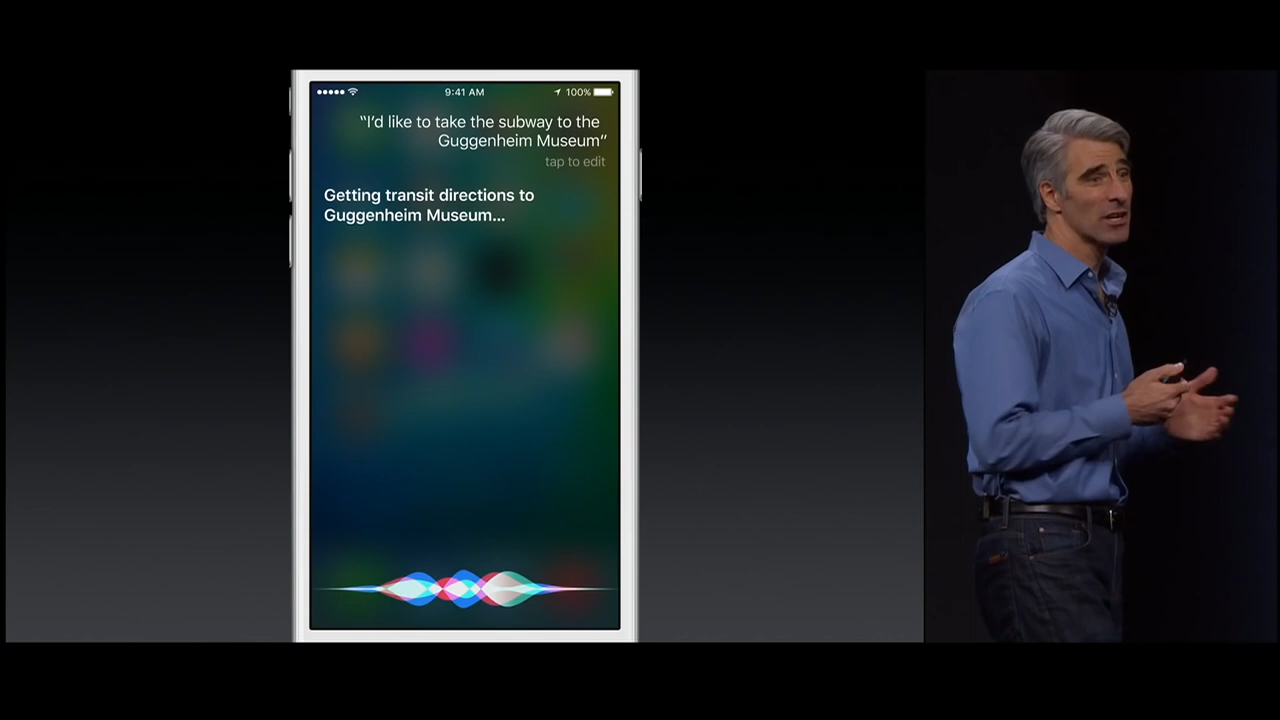 9:41 AM
100%
“I’d like to take the subway to the
Guggenheim Museum”
tap to edit
Getting transit directions to
Guggenheim Museum...